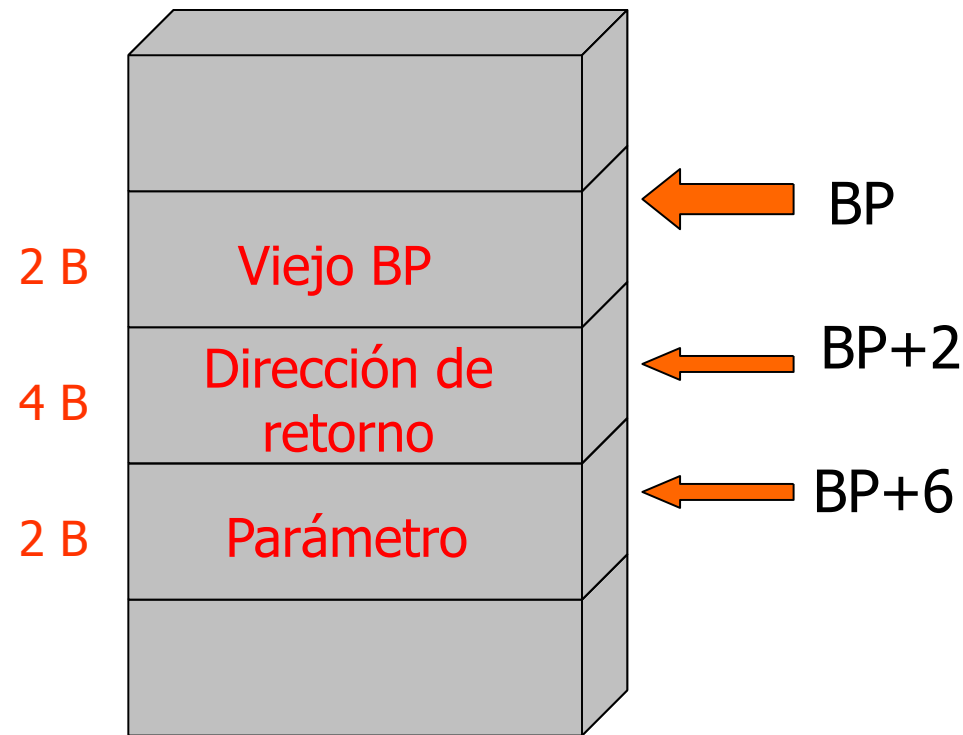 BP
2 B
Viejo BP
BP+2
4 B
Dirección de
retorno
BP+6
2 B
Parámetro